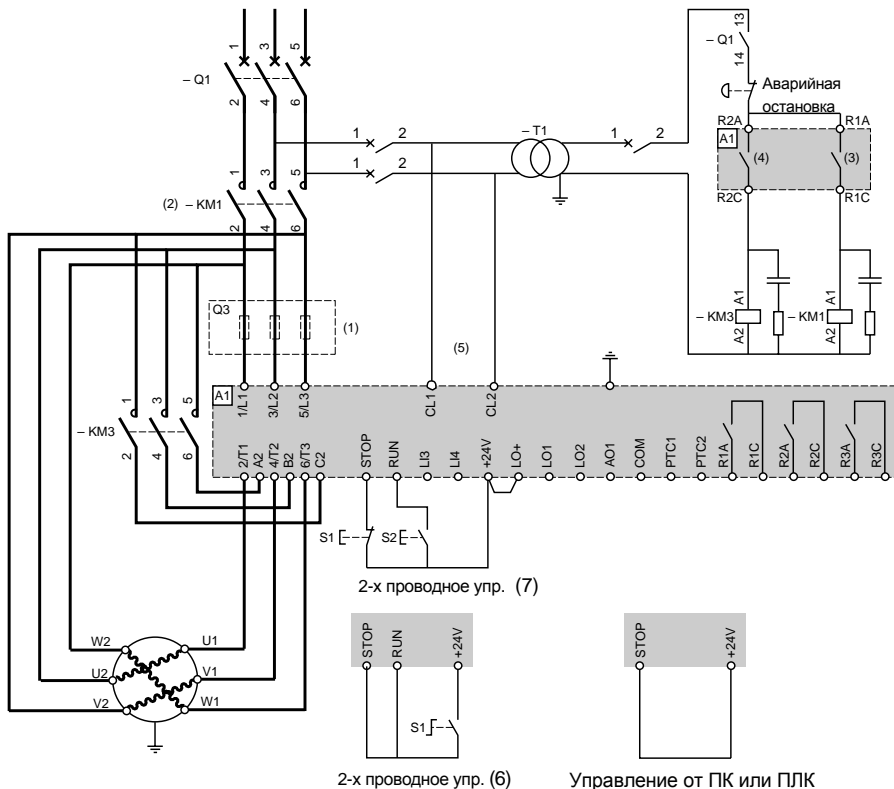 1 3 5
– Q1
2 4 6
1 2
1 2
– T1
1 2
13
– Q1
14
Аварийная
остановка
R2A R1A
A1
(4) (3)
R2C R1C
1 3 5
(2) – KM1
2 4 6
A1 A1
– KM3 – KM1
A2 A2
Q3
(1)
(5)
A1
1/L1 3/L2 5/L3 CL1 CL2
1 3 5
– KM3
2 4 6
2/T1 A2 4/T2 B2 6/T3 C2 STOP RUN LI3 LI4 +24V LO+ LO1 LO2 AO1 COM PTC1 PTC2 R1A R1C R2A R2C R3A R3C
S1 S2
2-х проводное упр. (7)
W2 U1
U2 V1
V2 W1
STOP RUN +24V
S1
2-х проводное упр. (6)
STOP +24V
Управление от ПК или ПЛК